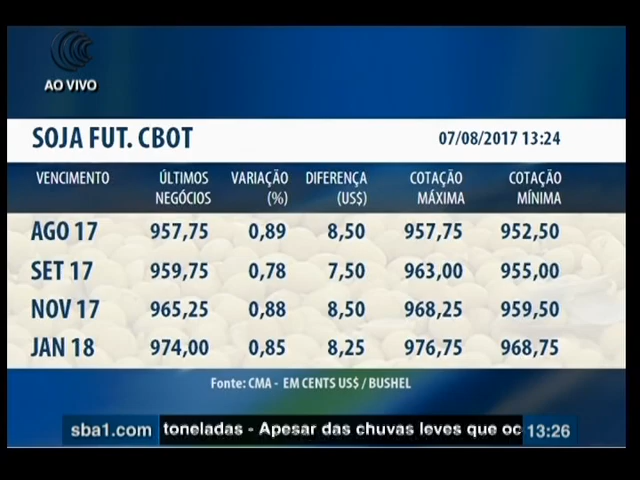 AO VIVO
SOJA FUT. CBOT 07/08/2017 13:24
VENCIMENTO ÚLTIMOS NEGÓCIOS VARIAÇÃO (%) DIFERENÇA (US$) COTAÇÃO MÁXIMA COTAÇÃO MÍNIMA
AGO 17 957,75 0,89 8,50 957,75 952,50
SET 17 959,75 0,78 7,50 963,00 955,00
NOV 17 965,25 0,88 8,50 968,25 959,50
JAN 18 974,00 0,85 8,25 976,75 968,75
Fonte: CMA - EM CENTS US$ / BUSHEL
sba1.com toneladas - Apesar das chuvas leves que oc 13:26